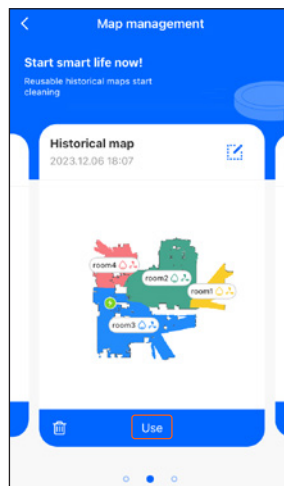 Map management
Start smart life now!
Reusable historical maps start
cleaning
Historical map
2023.12.06 18:07
room4
room2
room1
room3
Use